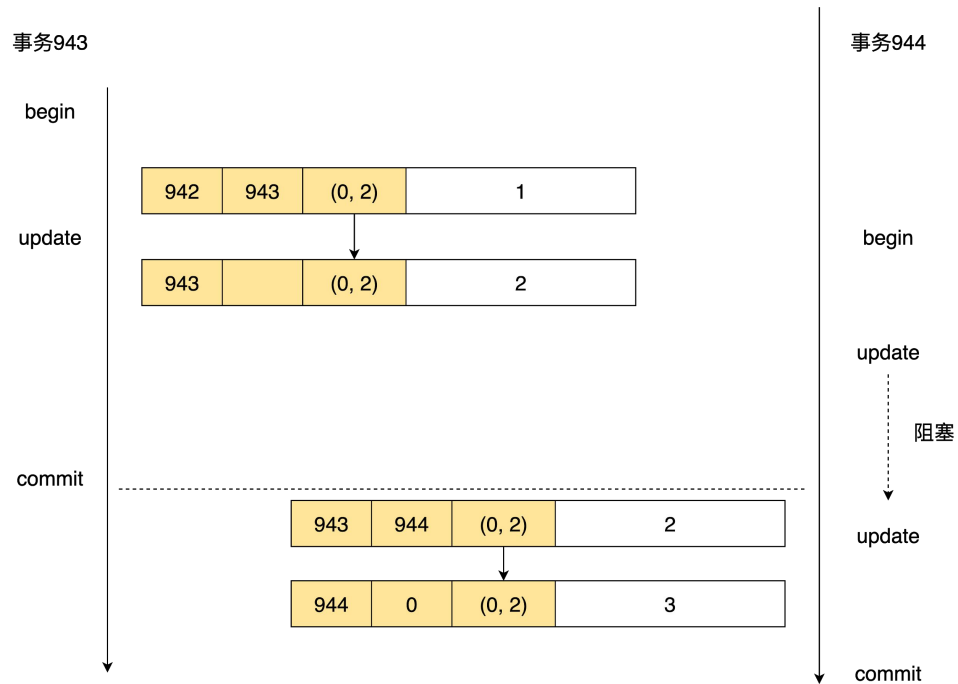 事务943
事务944
begin
942 943 (0, 2) 1
update
begin
943 (0, 2) 2
update
阻塞
commit
943 944 (0, 2) 2
update
944 0 (0, 2) 3
commit